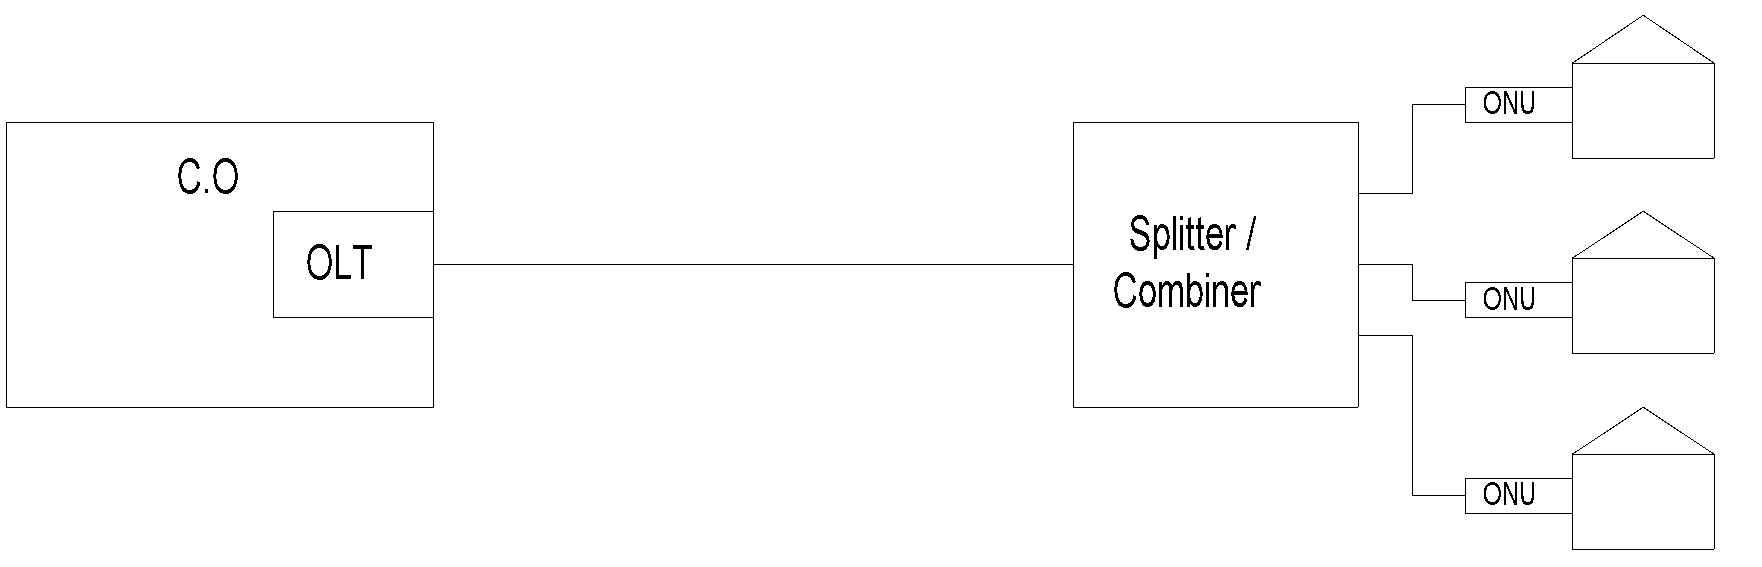 C.O
OLT
Splitter /
Combiner
ONU
ONU
ONU